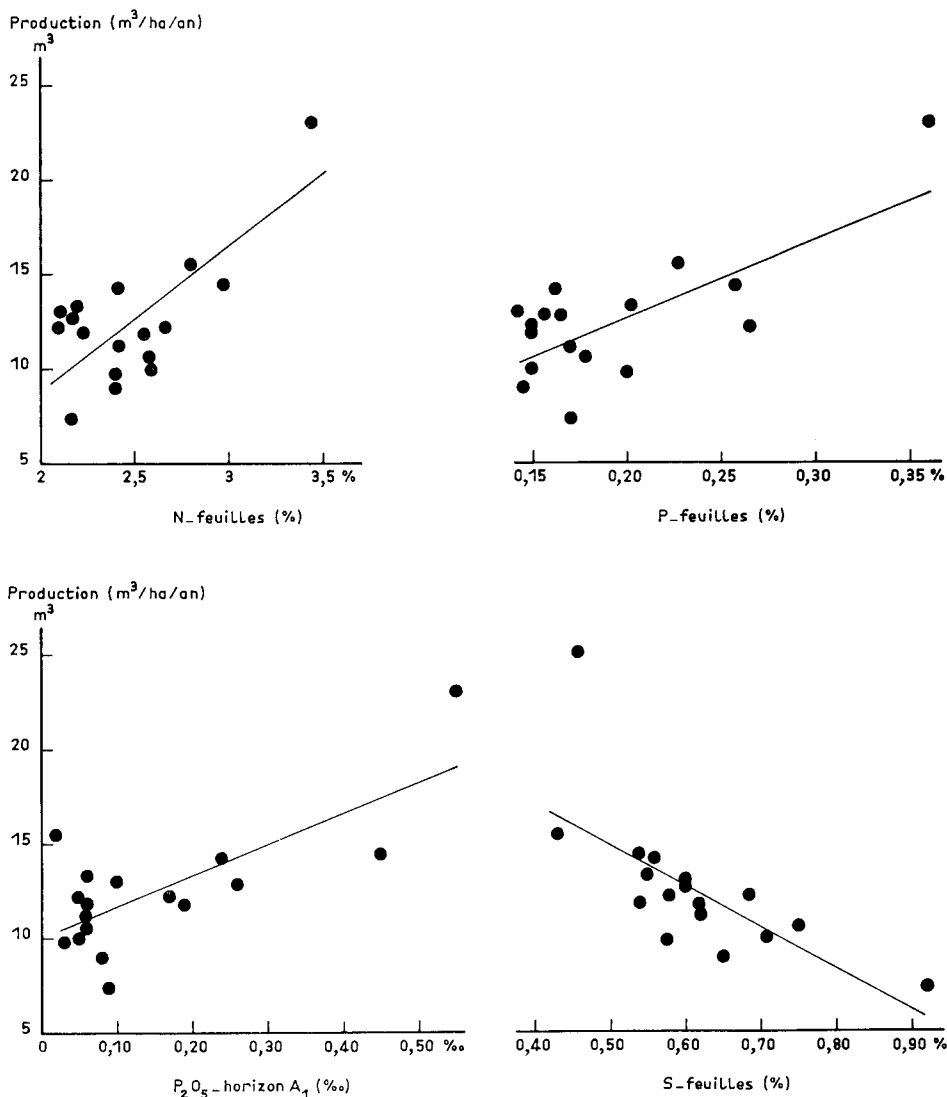 Production (m³/ha/an)
m³
25
20
15
10
5
2 2,5 3 3,5 %
N_feuilles (%)
0,15 0,20 0,25 0,30 0,35 %
P_feuilles (%)
Production (m³/ha/an)
m³
25
20
15
10
5
0 0,10 0,20 0,30 0,40 0,50 ‰
P₂O₅_horizon A₁ (‰)
0,40 0,50 0,60 0,70 0,80 0,90 %
S_feuilles (%)